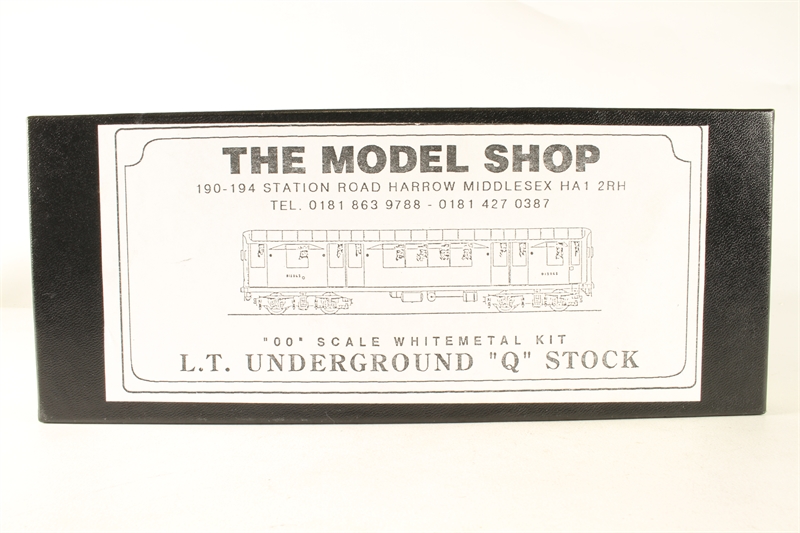 THE MODEL SHOP
190-194 STATION ROAD HARROW MIDDLESEX HA1 2RH
TEL. 0181 863 9788 - 0181 427 0387
"OO" SCALE WHITEMETAL KIT
L.T. UNDERGROUND "Q" STOCK